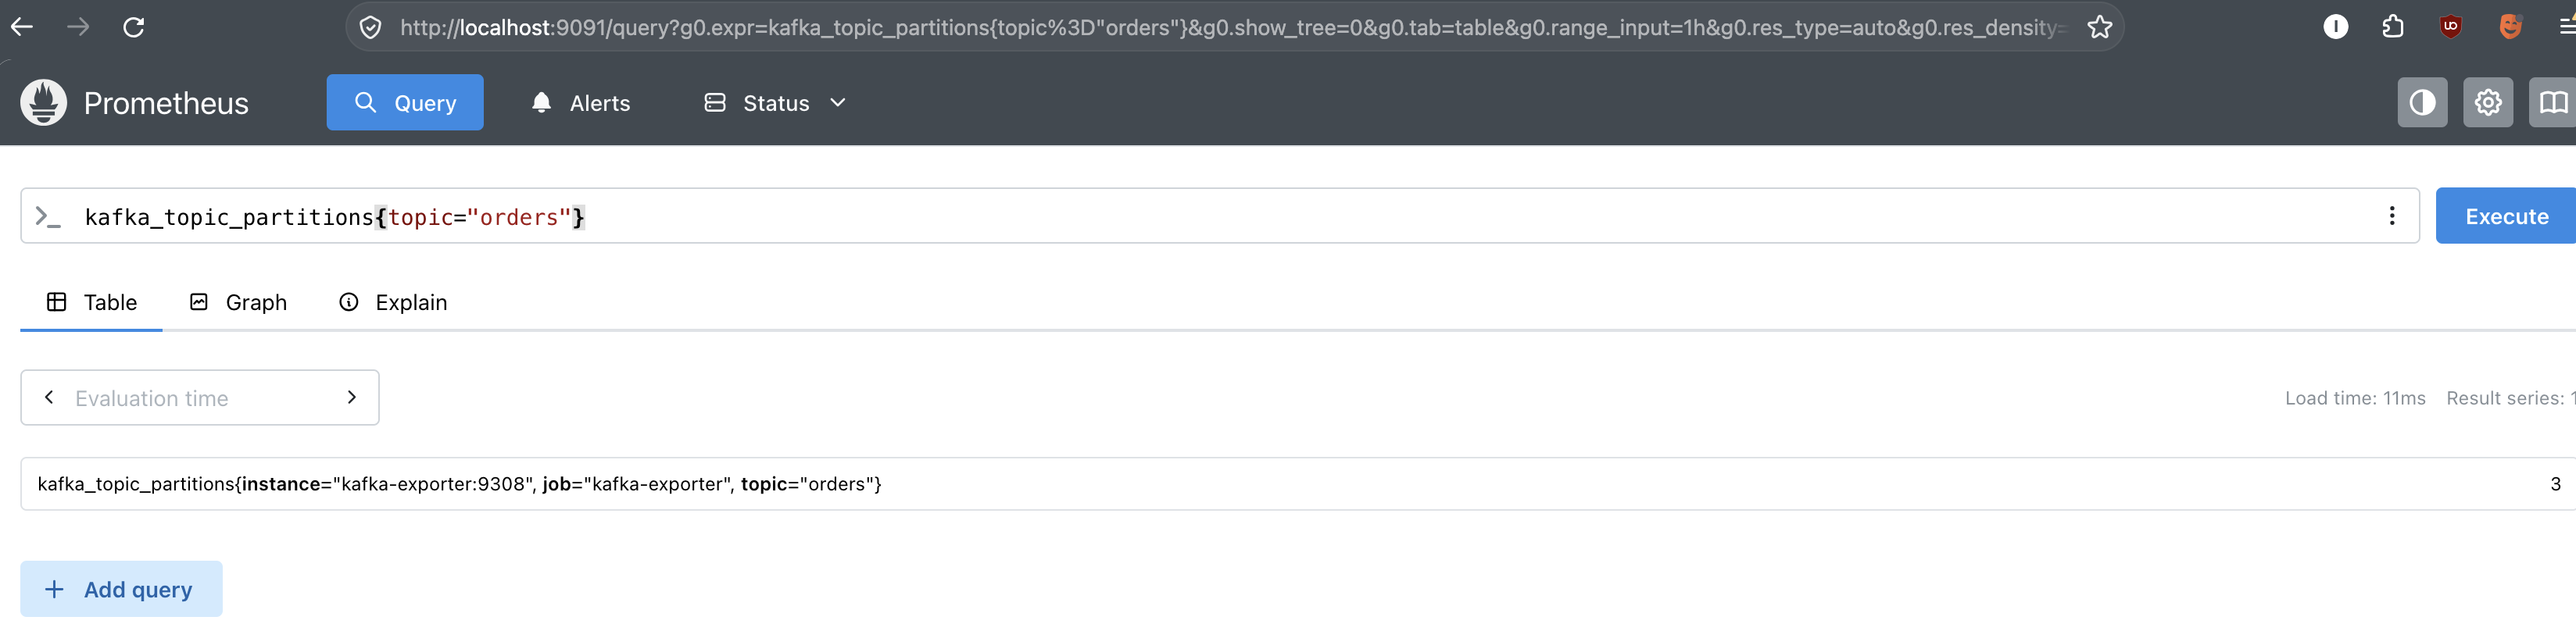 http://localhost:9091/query?g0.expr=kafka_topic_partitions{topic%3D"orders"}&g0.show_tree=0&g0.tab=table&g0.range_input=1h&g0.res_type=auto&g0.res_density=
Prometheus Query Alerts Status
>_ kafka_topic_partitions{topic="orders"} Execute
Table Graph Explain
Evaluation time Load time: 11ms Result series: 1
kafka_topic_partitions{instance="kafka-exporter:9308", job="kafka-exporter", topic="orders"} 3
+ Add query